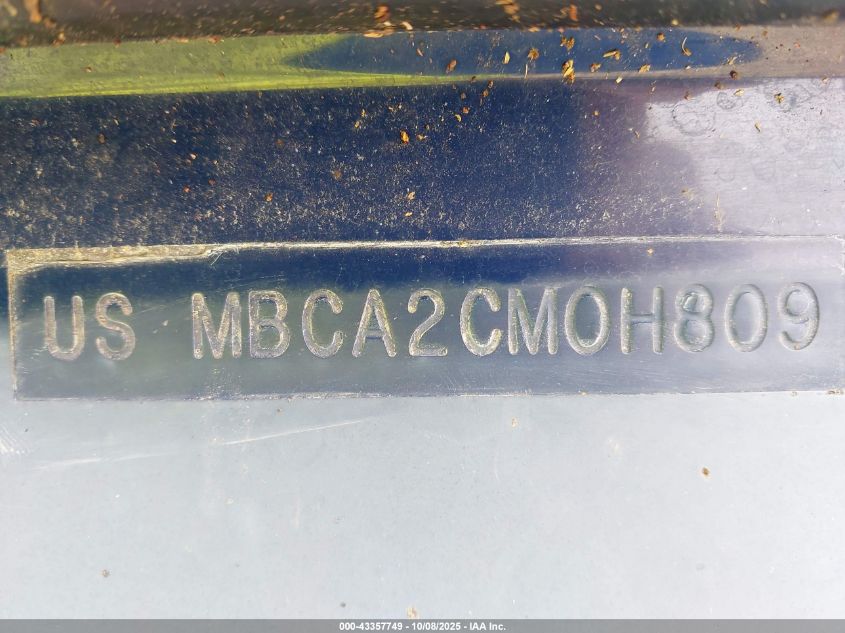 US MBCA2CM0H809
000-43357749 - 10/08/2025 - IAA Inc.